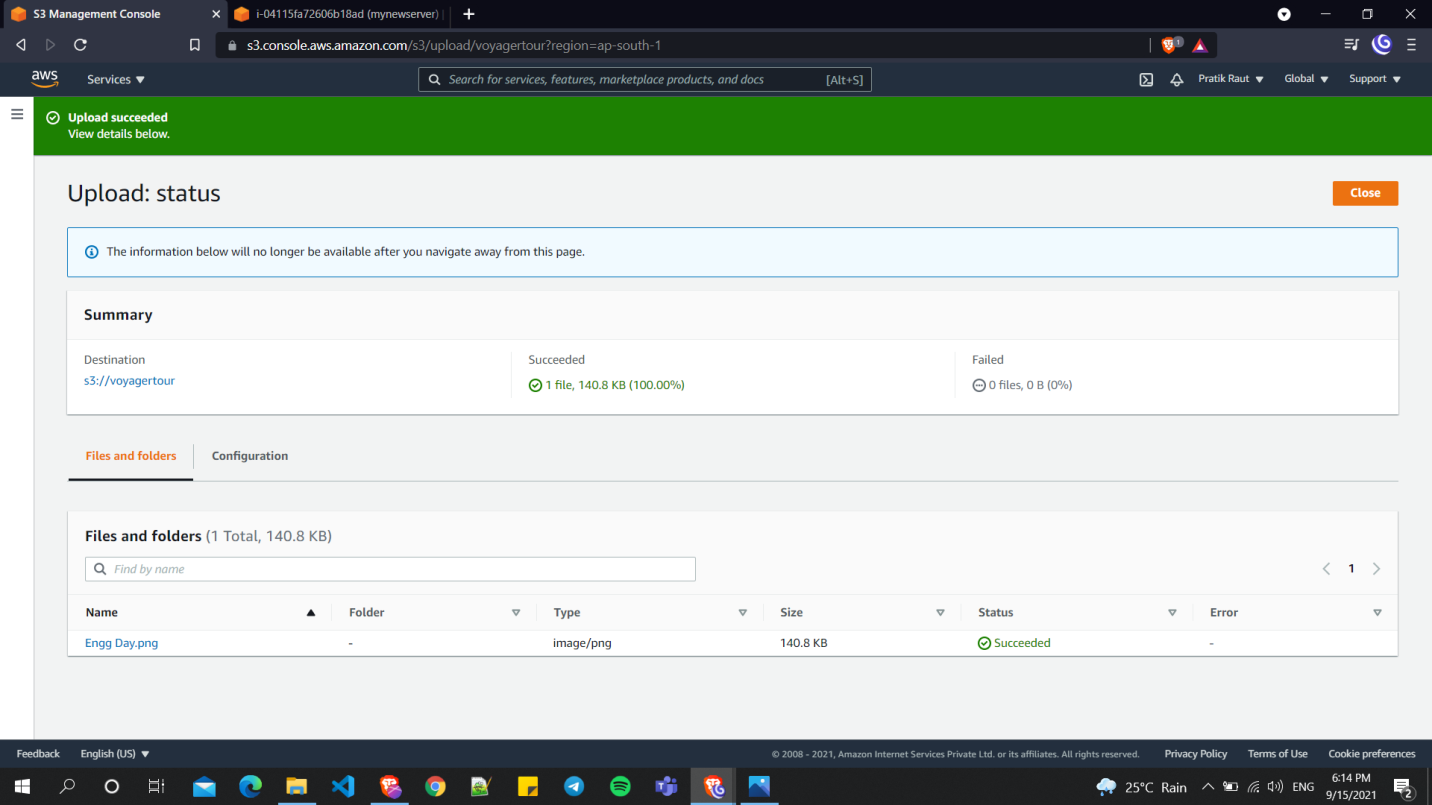 S3 Management Console
i-04115fa72606b18ad (mynewserver)
s3.console.aws.amazon.com/s3/upload/voyagertour?region=ap-south-1
1
aws
Services
Search for services, features, marketplace products, and docs
[Alt+S]
Pratik Raut
Global
Support
Upload succeeded
View details below.
Upload: status
Close
The information below will no longer be available after you navigate away from this page.
Summary
Destination
s3://voyagertour
Succeeded
1 file, 140.8 KB (100.00%)
Failed
0 files, 0 B (0%)
Files and folders
Configuration
Files and folders (1 Total, 140.8 KB)
Find by name
1
Name Folder Type Size Status Error
Engg Day.png - image/png 140.8 KB Succeeded -
Feedback
English (US)
© 2008 - 2021, Amazon Internet Services Private Ltd. or its affiliates. All rights reserved.
Privacy Policy
Terms of Use
Cookie preferences
25°C Rain
ENG
6:14 PM
9/15/2021
2